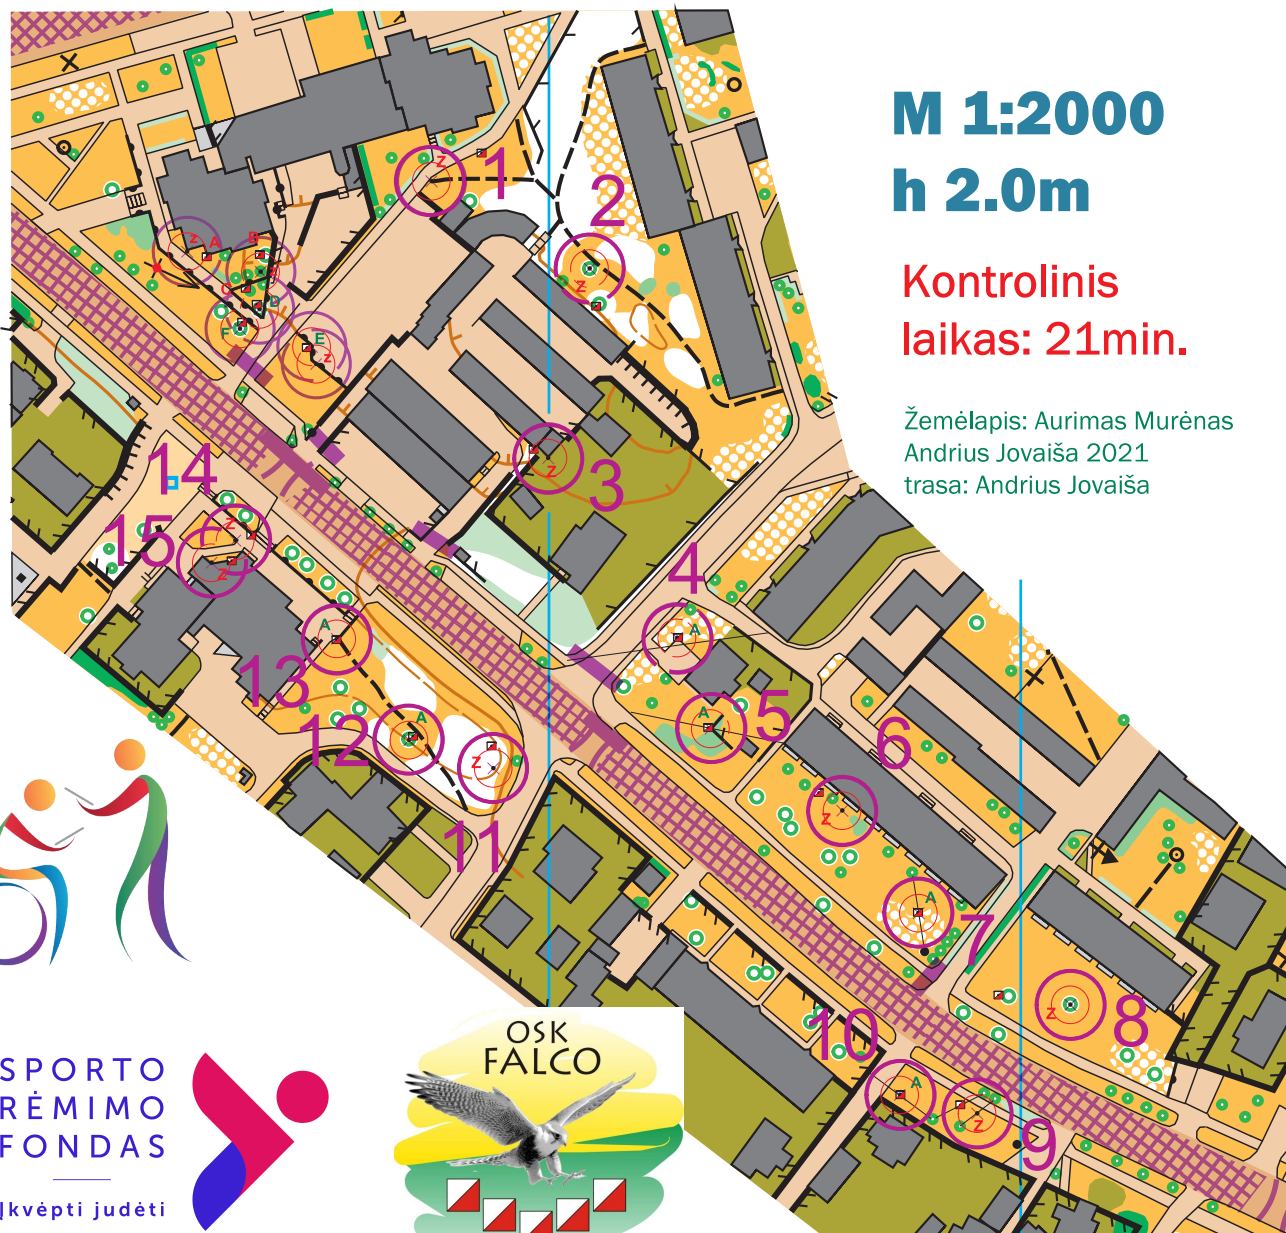 M 1:2000
h 2.0m
Kontrolinis
laikas: 21min.
Žemėlapis: Aurimas Murėnas
Andrius Jovaiša 2021
trasa: Andrius Jovaiša
Z
1
2
Z
Z
A
B
C
D
F
E
Z
14
Z
3
15
Z
Z
4
A
A
13
12
A
Z
11
A
5
6
Z
A
7
Z
8
10
A
Z
9
SPORTO
RĖMIMO
FONDAS
Įkvėpti judėti
OSK
FALCO